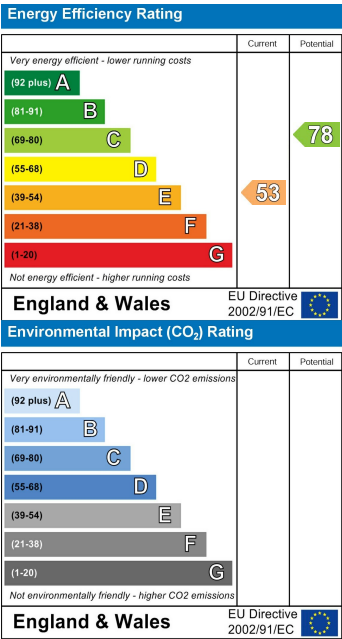 Energy Efficiency Rating
Current Potential
Very energy efficient - lower running costs
(92 plus) A
(81-91) B
(69-80) C
78
(55-68) D
(39-54) E
53
(21-38) F
(1-20) G
Not energy efficient - higher running costs
England & Wales
EU Directive
2002/91/EC
Environmental Impact (CO₂) Rating
Current Potential
Very environmentally friendly - lower CO2 emissions
(92 plus) A
(81-91) B
(69-80) C
(55-68) D
(39-54) E
(21-38) F
(1-20) G
Not environmentally friendly - higher CO2 emissions
England & Wales
EU Directive
2002/91/EC